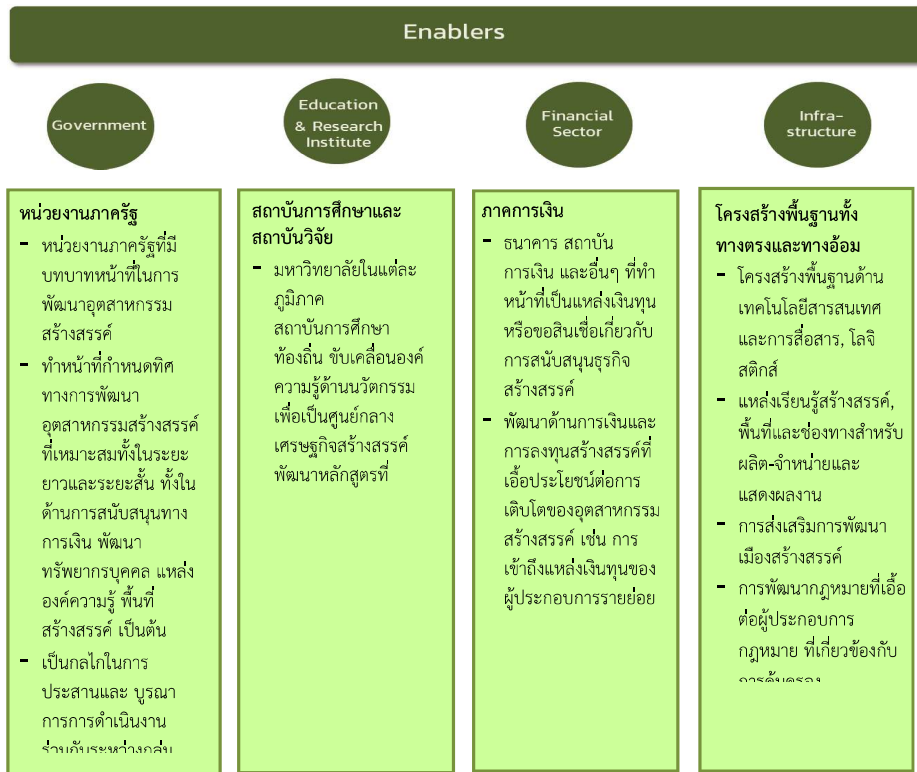 Enablers
Government
Education
& Research
Institute
Financial
Sector
Infra-
structure
หน่วยงานภาครัฐ
- หน่วยงานภาครัฐที่มี
บทบาทหน้าที่ในการ
พัฒนาอุตสาหกรรม
สร้างสรรค์
- ทำหน้าที่กำหนดทิศ
ทางการพัฒนา
อุตสาหกรรมสร้างสรรค์
ที่เหมาะสมทั้งในระยะ
ยาวและระยะสั้น ทั้งใน
ด้านการสนับสนุนทาง
การเงิน พัฒนา
ทรัพยากรบุคคล แหล่ง
องค์ความรู้ พื้นที่
สร้างสรรค์ เป็นต้น
- เป็นกลไกในการ
ประสานและ บูรณา
การการดำเนินงาน
ร่วมกับระหว่างกลุ่ม
สถาบันการศึกษาและ
สถาบันวิจัย
- มหาวิทยาลัยในแต่ละ
ภูมิภาค
สถาบันการศึกษา
ท้องถิ่น ขับเคลื่อนองค์
ความรู้ด้านนวัตกรรม
เพื่อเป็นศูนย์กลาง
เศรษฐกิจสร้างสรรค์
พัฒนาหลักสูตรที่
ภาคการเงิน
- ธนาคาร สถาบัน
การเงิน และอื่นๆ ที่ทำ
หน้าที่เป็นแหล่งเงินทุน
หรือขอสินเชื่อเกี่ยวกับ
การสนับสนุนธุรกิจ
สร้างสรรค์
- พัฒนาด้านการเงินและ
การลงทุนสร้างสรรค์ที่
เอื้อประโยชน์ต่อการ
เติบโตของอุตสาหกรรม
สร้างสรรค์ เช่น การ
เข้าถึงแหล่งเงินทุนของ
ผู้ประกอบการรายย่อย
โครงสร้างพื้นฐานทั้ง
ทางตรงและทางอ้อม
- โครงสร้างพื้นฐานด้าน
เทคโนโลยีสารสนเทศ
และการสื่อสาร, โลจิ
สติกส์
- แหล่งเรียนรู้สร้างสรรค์,
พื้นที่และช่องทางสำหรับ
ผลิต-จำหน่ายและ
แสดงผลงาน
- การส่งเสริมการพัฒนา
เมืองสร้างสรรค์
- การพัฒนากฎหมายที่เอื้อ
ต่อผู้ประกอบการ
กฎหมาย ที่เกี่ยวข้องกับ